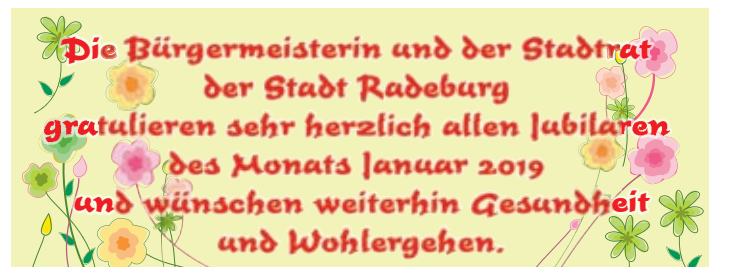 Die Bürgermeisterin und der Stadtrat
der Stadt Radeburg
gratulieren sehr herzlich allen Jubilaren
des Monats Januar 2019
und wünschen weiterhin Gesundheit
und Wohlergehen.